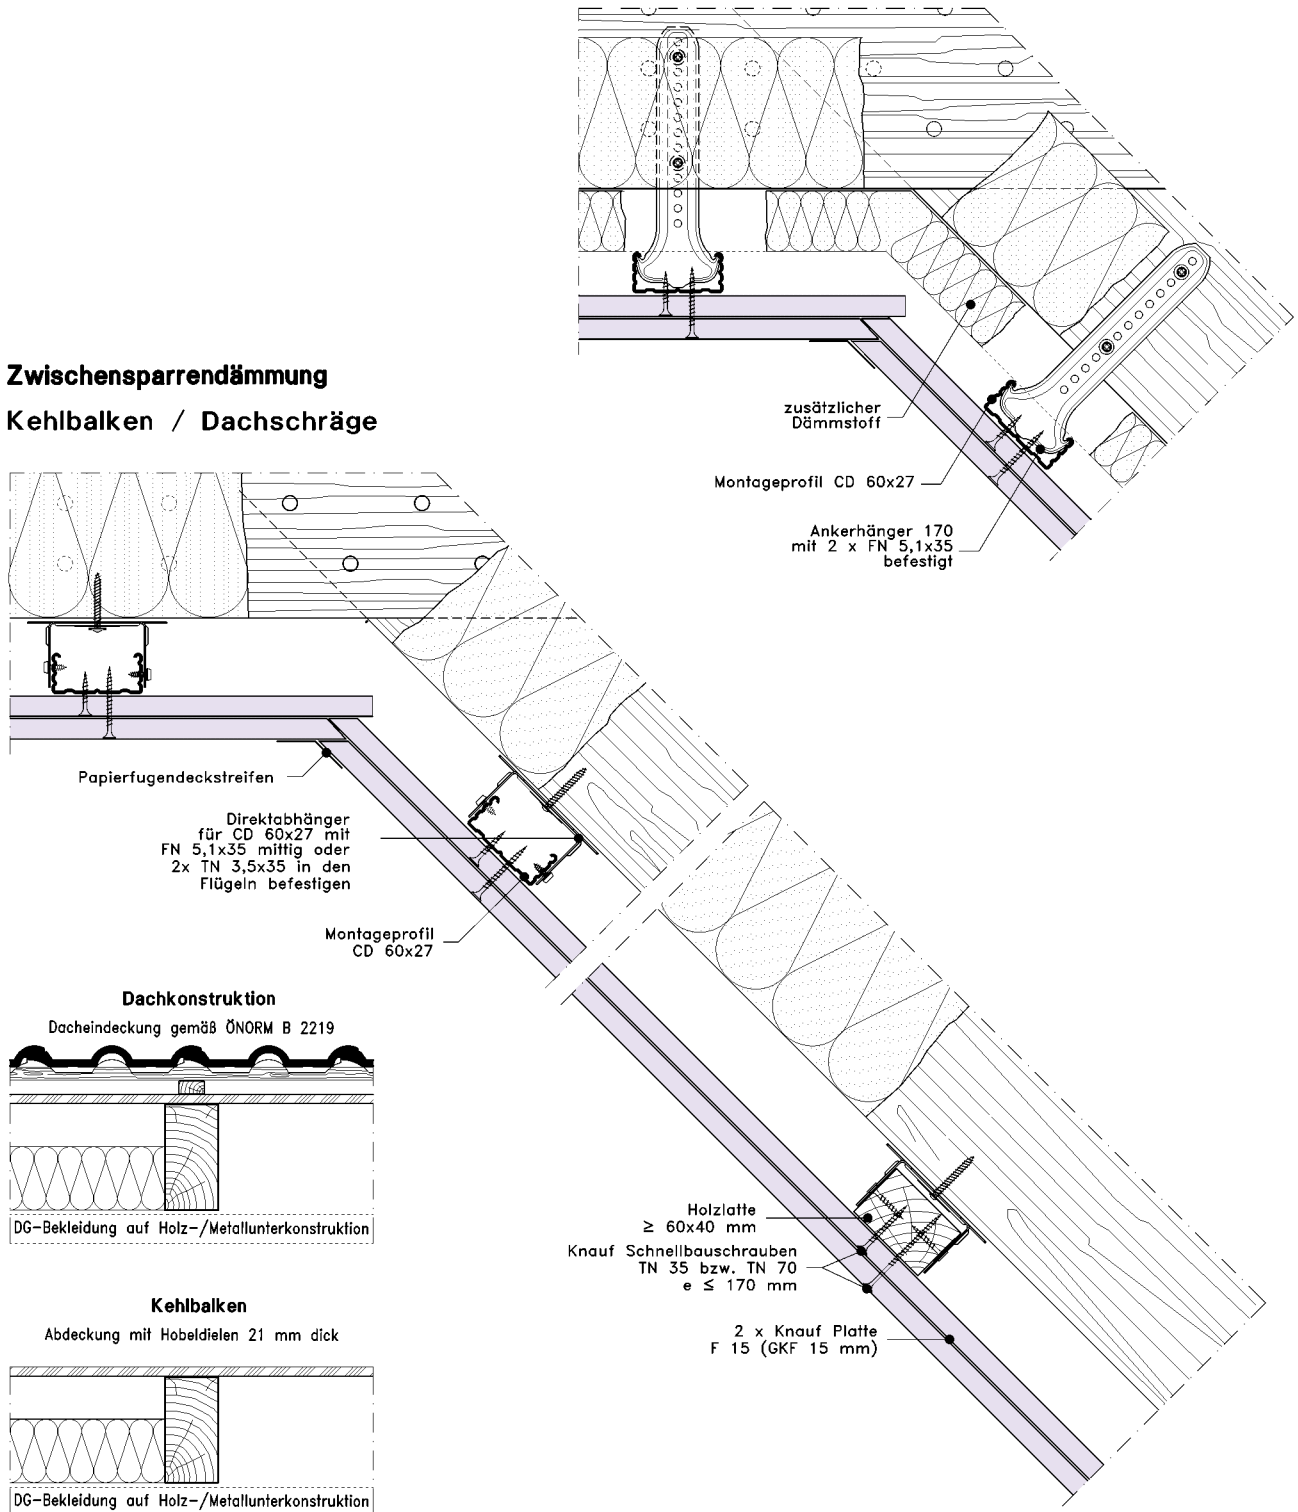 zusätzlicher
Dämmstoff
Montageprofil CD 60x27
Ankerhänger 170
mit 2 x FN 5,1x35
befestigt
Zwischensparrendämmung
Kehlbalken / Dachschräge
Papierfugendeckstreifen
Direktabhänger
für CD 60x27 mit
FN 5,1x35 mittig oder
2x TN 3,5x35 in den
Flügeln befestigen
Montageprofil
CD 60x27
Dachkonstruktion
Dacheindeckung gemäß ÖNORM B 2219
DG-Bekleidung auf Holz-/Metallunterkonstruktion
Holzlatte
≥ 60x40 mm
Knauf Schnellbauschrauben
TN 35 bzw. TN 70
e ≤ 170 mm
2 x Knauf Platte
F 15 (GKF 15 mm)
Kehlbalken
Abdeckung mit Hobeldielen 21 mm dick
DG-Bekleidung auf Holz-/Metallunterkonstruktion